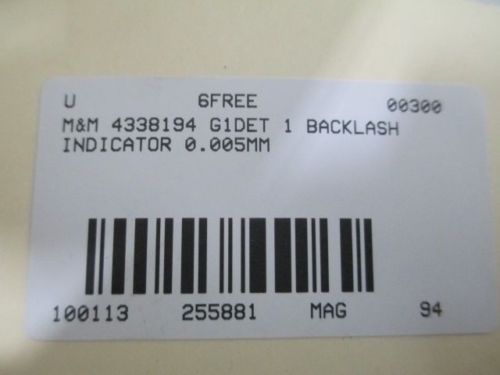 U 6FREE 00300
M&M 4338194 G1DET 1 BACKLASH
INDICATOR 0.005MM
100113 255881 MAG 94